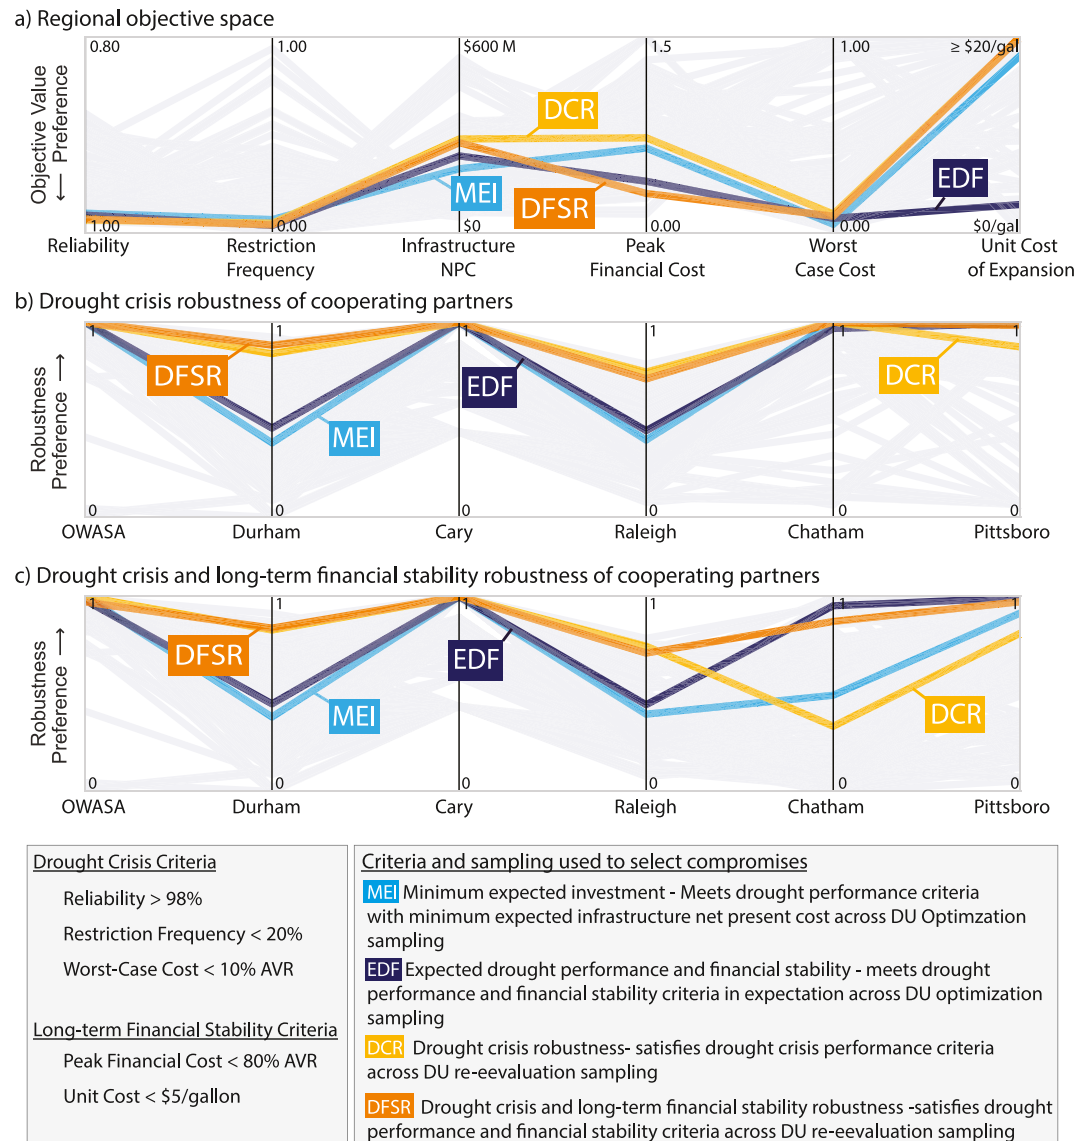 a) Regional objective space
0.80
1.00
$600 M
1.5
1.00
≥ $20/gal
Objective Value
Preference
DCR
MEI
DFSR
EDF
1.00
0.00
$0
0.00
0.00
$0/gal
Reliability
Restriction
Frequency
Infrastructure
NPC
Peak
Financial Cost
Worst
Case Cost
Unit Cost
of Expansion
b) Drought crisis robustness of cooperating partners
1
1
1
1
1
1
Robustness
Preference
DFSR
MEI
EDF
DCR
0
0
0
0
0
0
OWASA
Durham
Cary
Raleigh
Chatham
Pittsboro
c) Drought crisis and long-term financial stability robustness of cooperating partners
1
1
1
1
1
1
Robustness
Preference
DFSR
MEI
EDF
DCR
0
0
0
0
0
0
OWASA
Durham
Cary
Raleigh
Chatham
Pittsboro
Drought Crisis Criteria
Reliability > 98%
Restriction Frequency < 20%
Worst-Case Cost < 10% AVR
Long-term Financial Stability Criteria
Peak Financial Cost < 80% AVR
Unit Cost < $5/gallon
Criteria and sampling used to select compromises
MEI Minimum expected investment - Meets drought performance criteria
with minimum expected infrastructure net present cost across DU Optimzation
sampling
EDF Expected drought performance and financial stability - meets drought
performance and financial stability criteria in expectation across DU optimization
sampling
DCR Drought crisis robustness- satisfies drought crisis performance criteria
across DU re-eevaluation sampling
DFSR Drought crisis and long-term financial stability robustness -satisfies drought
performance and financial stability criteria across DU re-eevaluation sampling